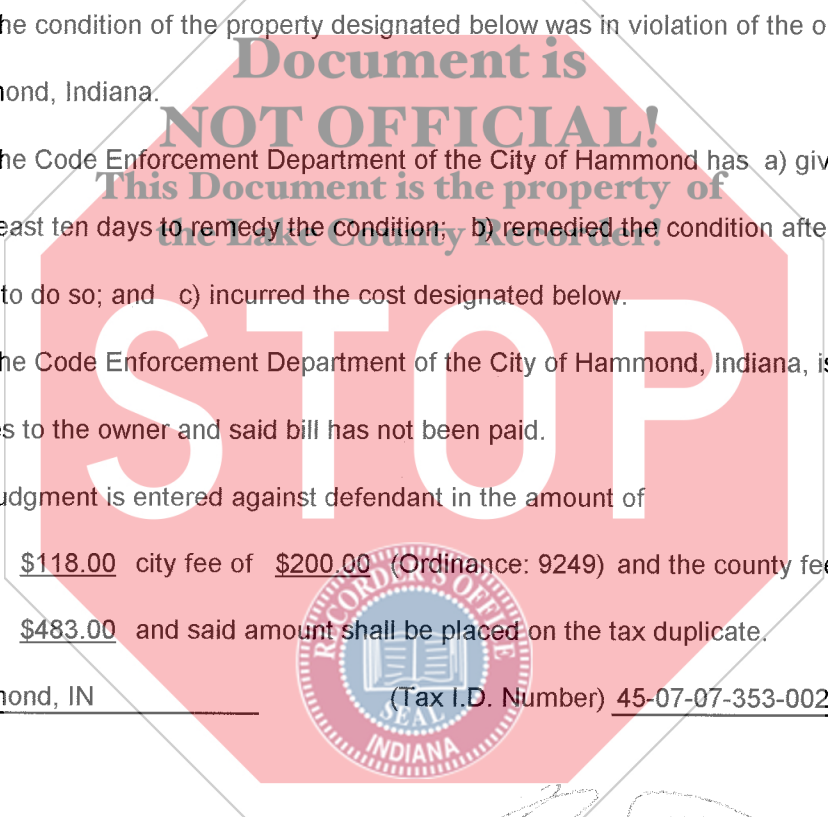 he condition of the property designated below was in violation of the o
Document is
mond, Indiana.
NOT OFFICIAL!
he Code Enforcement Department of the City of Hammond has a) giv
This Document is the property of
east ten days to remedy the condition; b) remedied the condition afte
the Lake County Recorder!
to do so; and c) incurred the cost designated below.
STOP
he Code Enforcement Department of the City of Hammond, Indiana, is
s to the owner and said bill has not been paid.
udgment is entered against defendant in the amount of
$118.00 city fee of $200.00 (Ordinance: 9249) and the county fee
$483.00 and said amount shall be placed on the tax duplicate.
mond, IN (Tax I.D. Number) 45-07-07-353-002
RECORDER'S OFFICE
SEAL
INDIANA